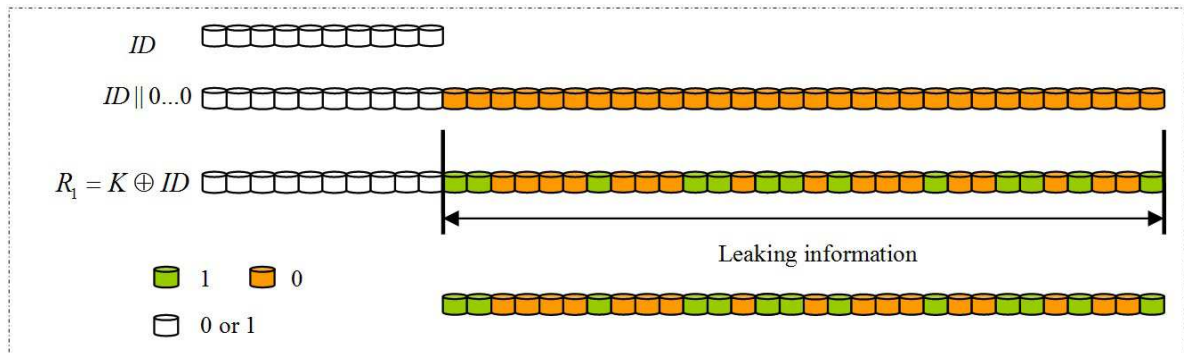 ID
ID || 0...0
R₁ = K ⊕ ID
Leaking information
1 0
0 or 1